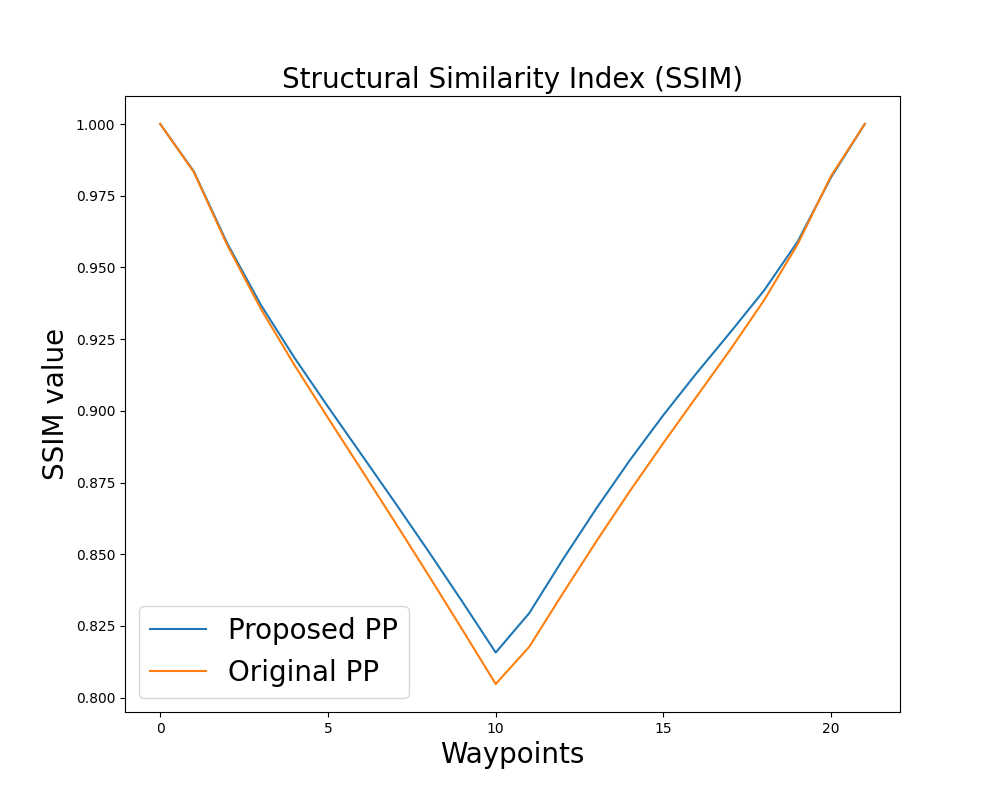 Structural Similarity Index (SSIM)
1.000
0.975
0.950
0.925
0.900
0.875
0.850
0.825
0.800
SSIM value
Proposed PP
Original PP
0 5 10 15 20
Waypoints